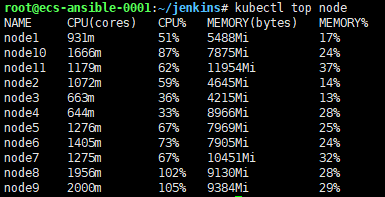 root@ecs-ansible-0001:~/jenkins# kubectl top node
NAME CPU(cores) CPU% MEMORY(bytes) MEMORY%
node1 931m 51% 5488Mi 17%
node10 1666m 87% 7875Mi 24%
node11 1179m 62% 11954Mi 37%
node2 1072m 59% 4645Mi 14%
node3 663m 36% 4215Mi 13%
node4 644m 33% 8966Mi 28%
node5 1276m 67% 7969Mi 25%
node6 1405m 73% 7905Mi 24%
node7 1275m 67% 10451Mi 32%
node8 1956m 102% 9130Mi 28%
node9 2000m 105% 9384Mi 29%